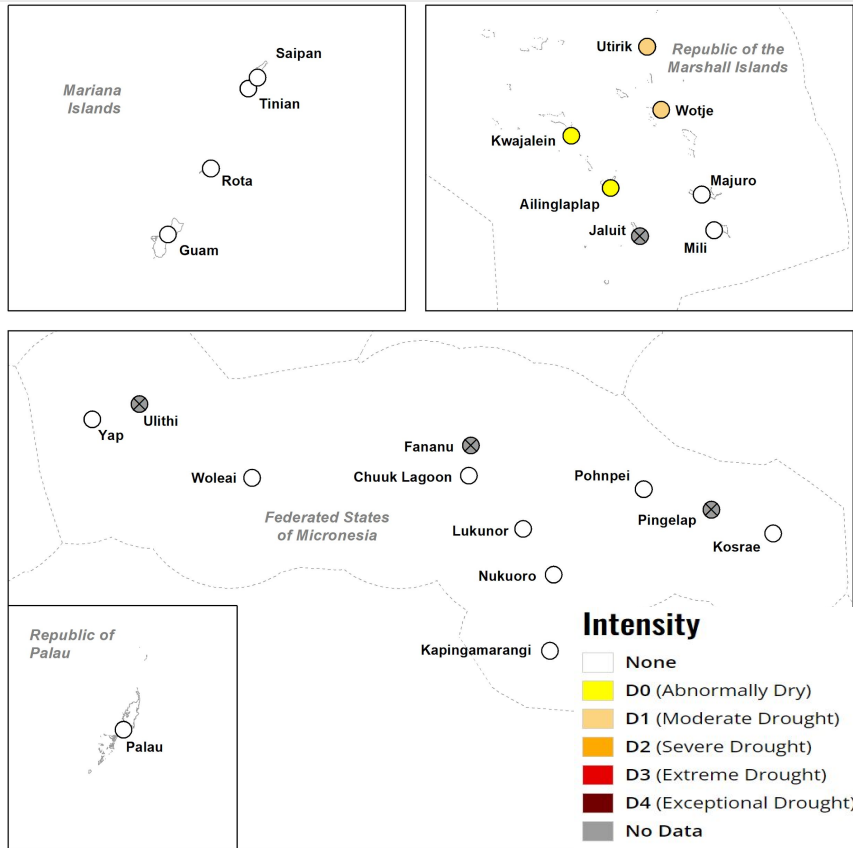 Saipan
Mariana
Islands
Tinian
Rota
Guam
Utirik
Republic of the
Marshall Islands
Wotje
Kwajalein
Majuro
Ailinglaplap
Jaluit
Mili
Ulithi
Yap
Fananu
Woleai
Chuuk Lagoon
Pohnpei
Pingelap
Federated States
of Micronesia
Lukunor
Kosrae
Nukuoro
Kapingamarangi
Republic of
Palau
Palau
Intensity
None
D0 (Abnormally Dry)
D1 (Moderate Drought)
D2 (Severe Drought)
D3 (Extreme Drought)
D4 (Exceptional Drought)
No Data